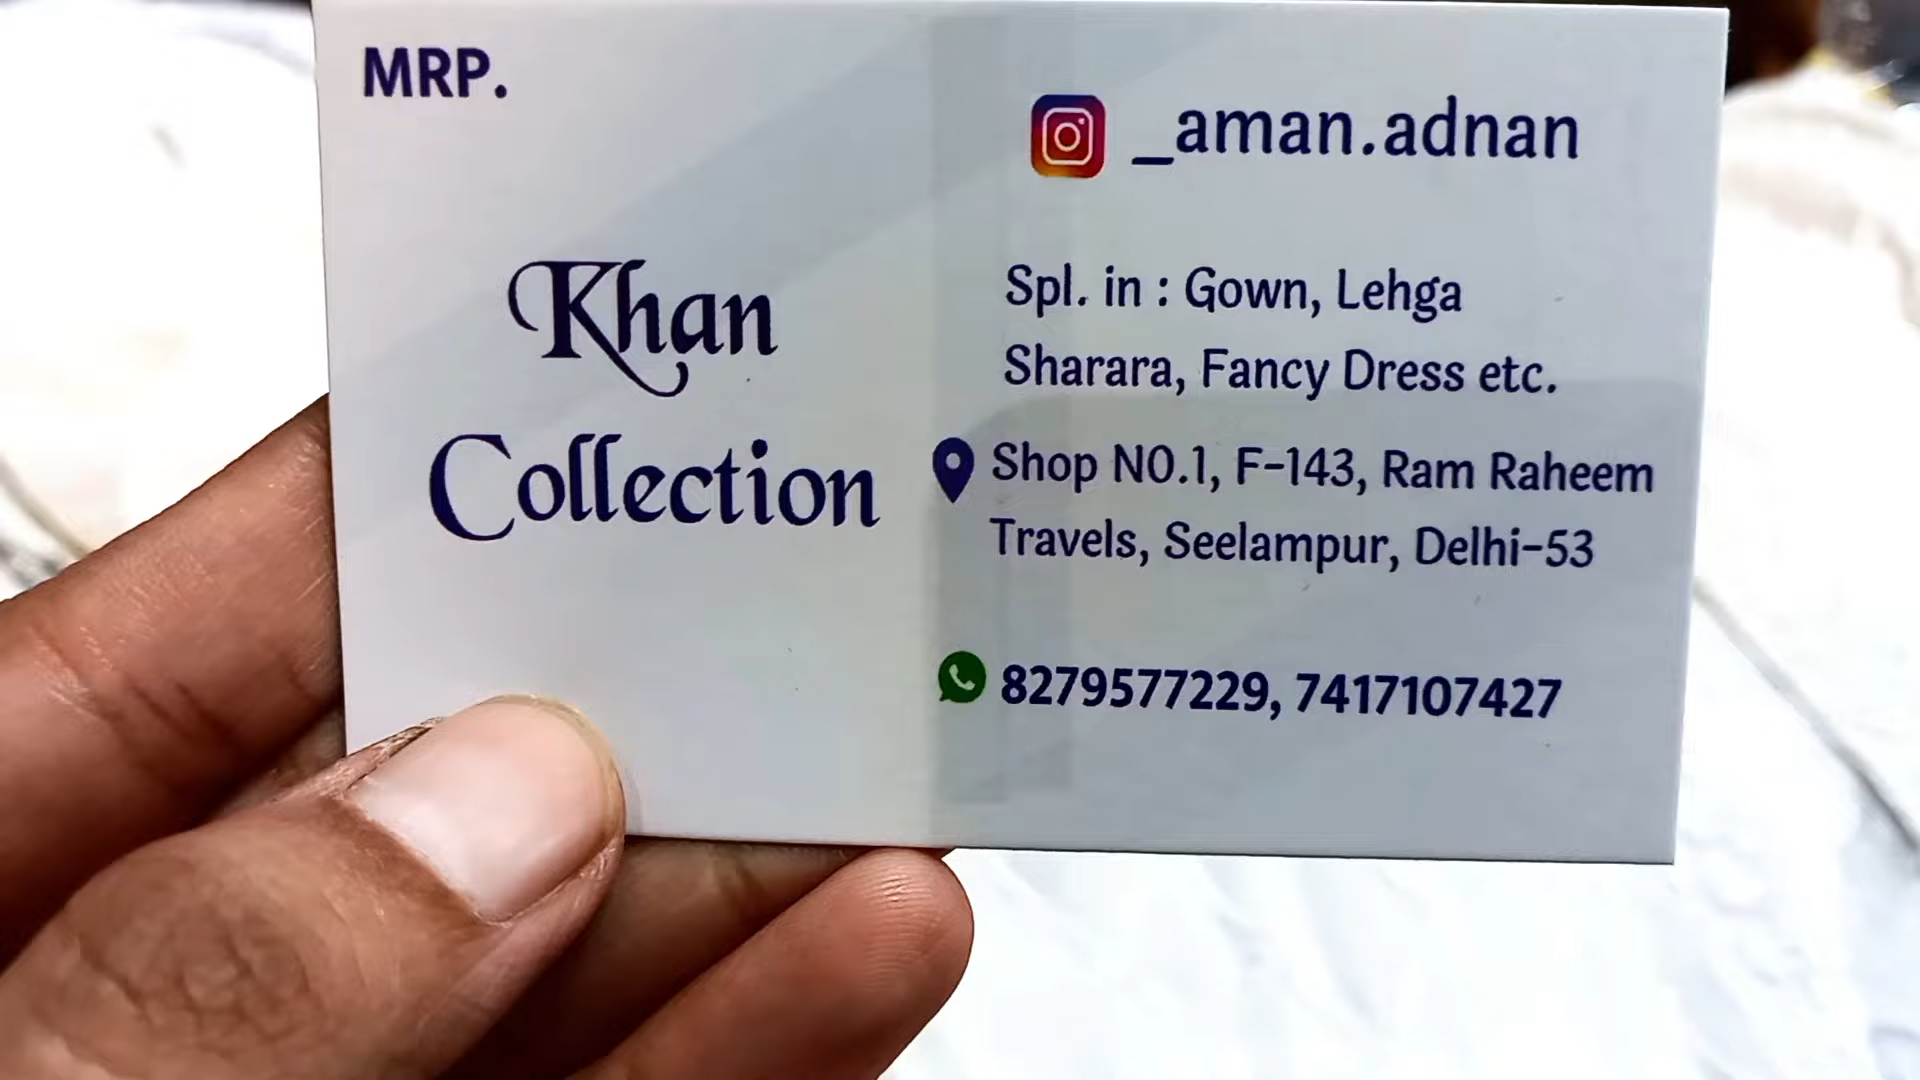 MRP.
Khan
Collection
_aman.adnan
Spl. in : Gown, Lehga
Sharara, Fancy Dress etc.
Shop NO.1, F-143, Ram Raheem
Travels, Seelampur, Delhi-53
8279577229, 7417107427